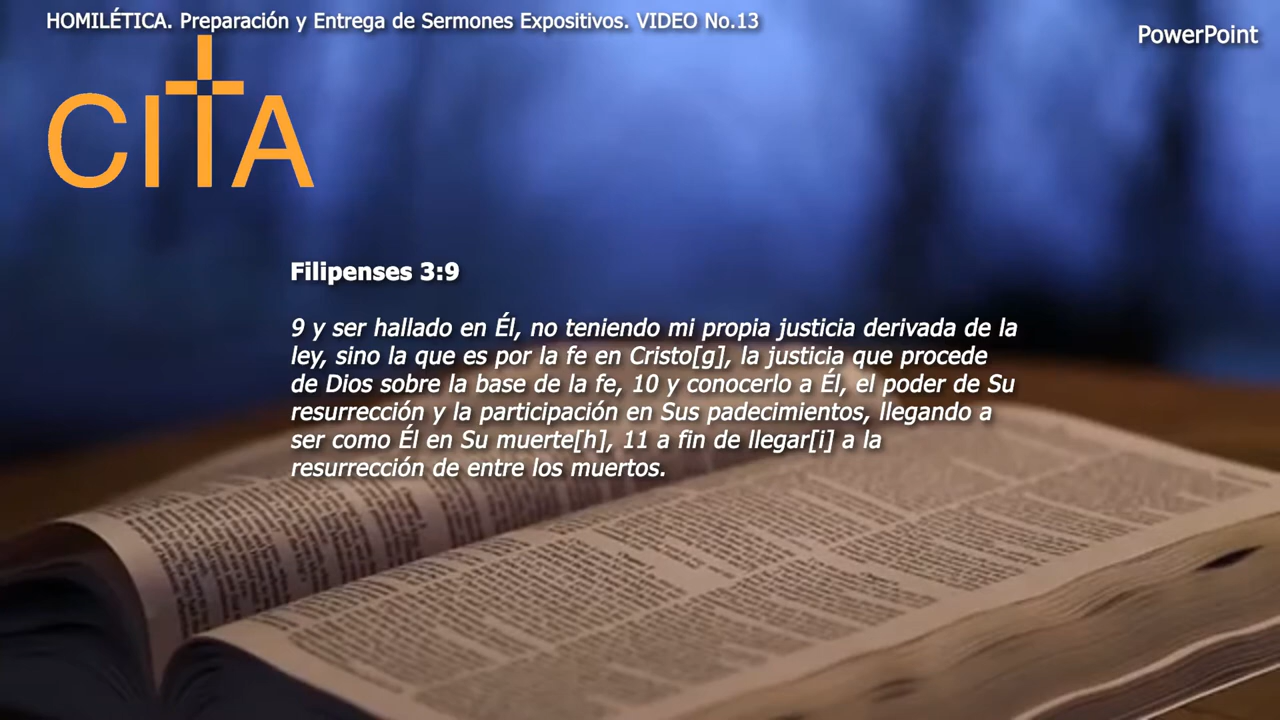 HOMILÉTICA. Preparación y Entrega de Sermones Expositivos. VIDEO No.13
PowerPoint
CITA
Filipenses 3:9
9 y ser hallado en Él, no teniendo mi propia justicia derivada de la
ley, sino la que es por la fe en Cristo[g], la justicia que procede
de Dios sobre la base de la fe, 10 y conocerlo a Él, el poder de Su
resurrección y la participación en Sus padecimientos, llegando a
ser como Él en Su muerte[h], 11 a fin de llegar[i] a la
resurrección de entre los muertos.